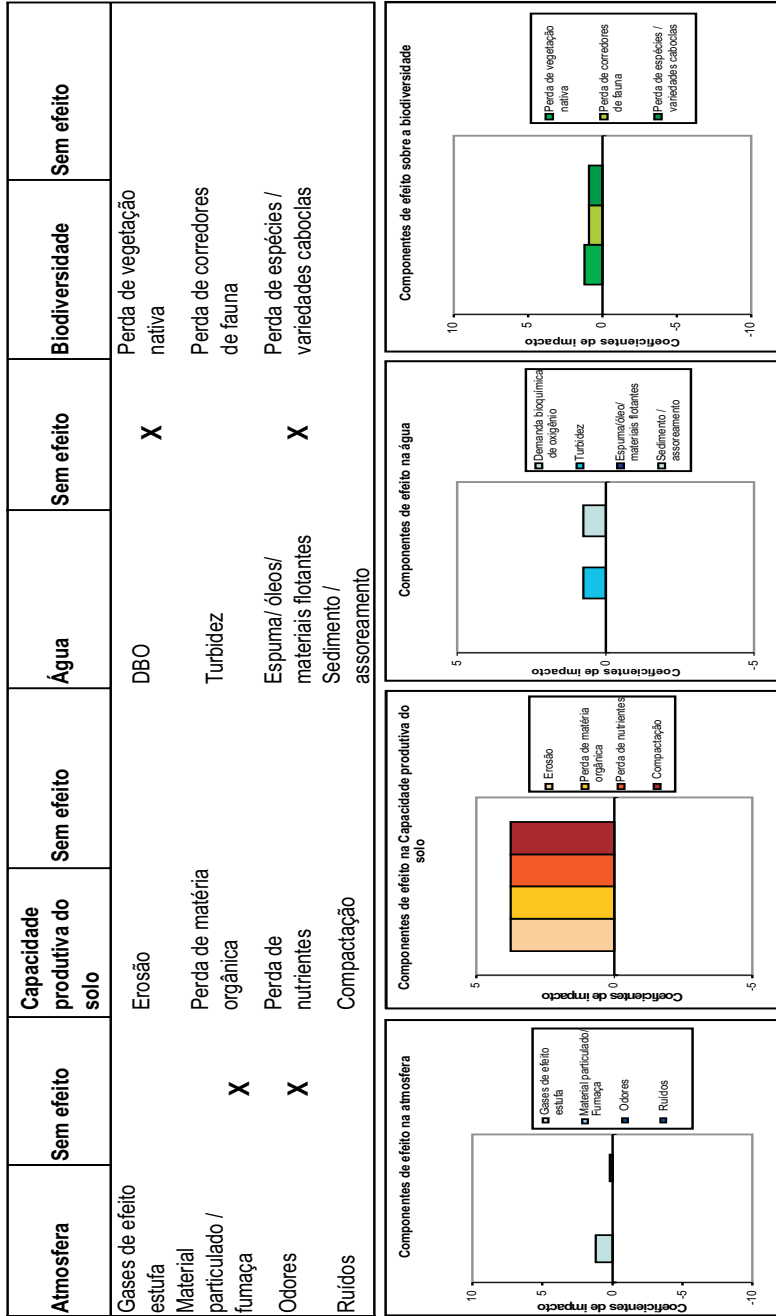 Atmosfera
Sem efeito
Capacidade
produtiva do
solo
Sem efeito
Água
Sem efeito
Biodiversidade
Sem efeito
Gases de efeito
estufa
Erosão
DBO
X
Perda de vegetação
nativa
Material
particulado /
fumaça
X
Perda de matéria
orgânica
Turbidez
Perda de corredores
de fauna
Odores
X
Perda de
nutrientes
Espuma/ óleos/
materiais flotantes
X
Perda de espécies /
variedades caboclas
Ruídos
Compactação
Sedimento /
assoreamento
Componentes de efeito na atmosfera
Coeficientes de impacto
10
5
0
-5
-10
Gases de efeito
estufa
Material particulado/
Fumaça
Odores
Ruídos
Componentes de efeito na Capacidade produtiva do
solo
Coeficientes de impacto
5
0
-5
Erosão
Perda de matéria
orgânica
Perda de nutrientes
Compactação
Componentes de efeito na água
Coeficientes de impacto
5
0
-5
Demanda bioquímica
de oxigênio
Turbidez
Espuma/óleo/
materiais flotantes
Sedimento /
assoreamento
Componentes de efeito sobre a biodiversidade
Coeficientes de impacto
10
5
0
-5
-10
Perda de vegetação
nativa
Perda de corredores
de fauna
Perda de espécies /
variedades caboclas